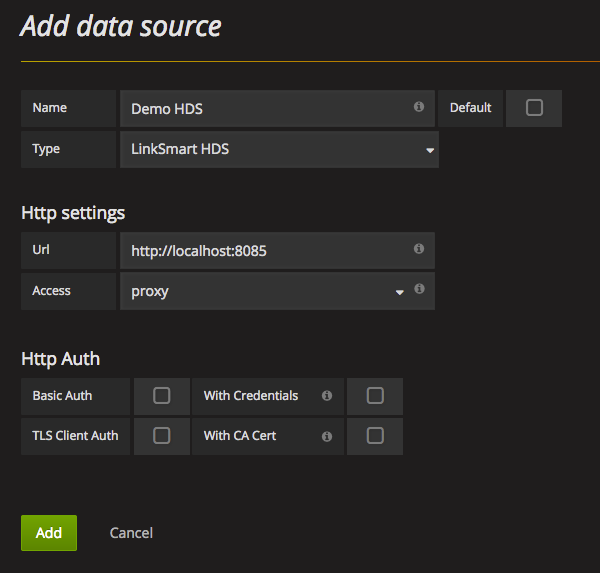 Add data source
Name Demo HDS Default
Type LinkSmart HDS
Http settings
Url http://localhost:8085
Access proxy
Http Auth
Basic Auth With Credentials
TLS Client Auth With CA Cert
Add Cancel